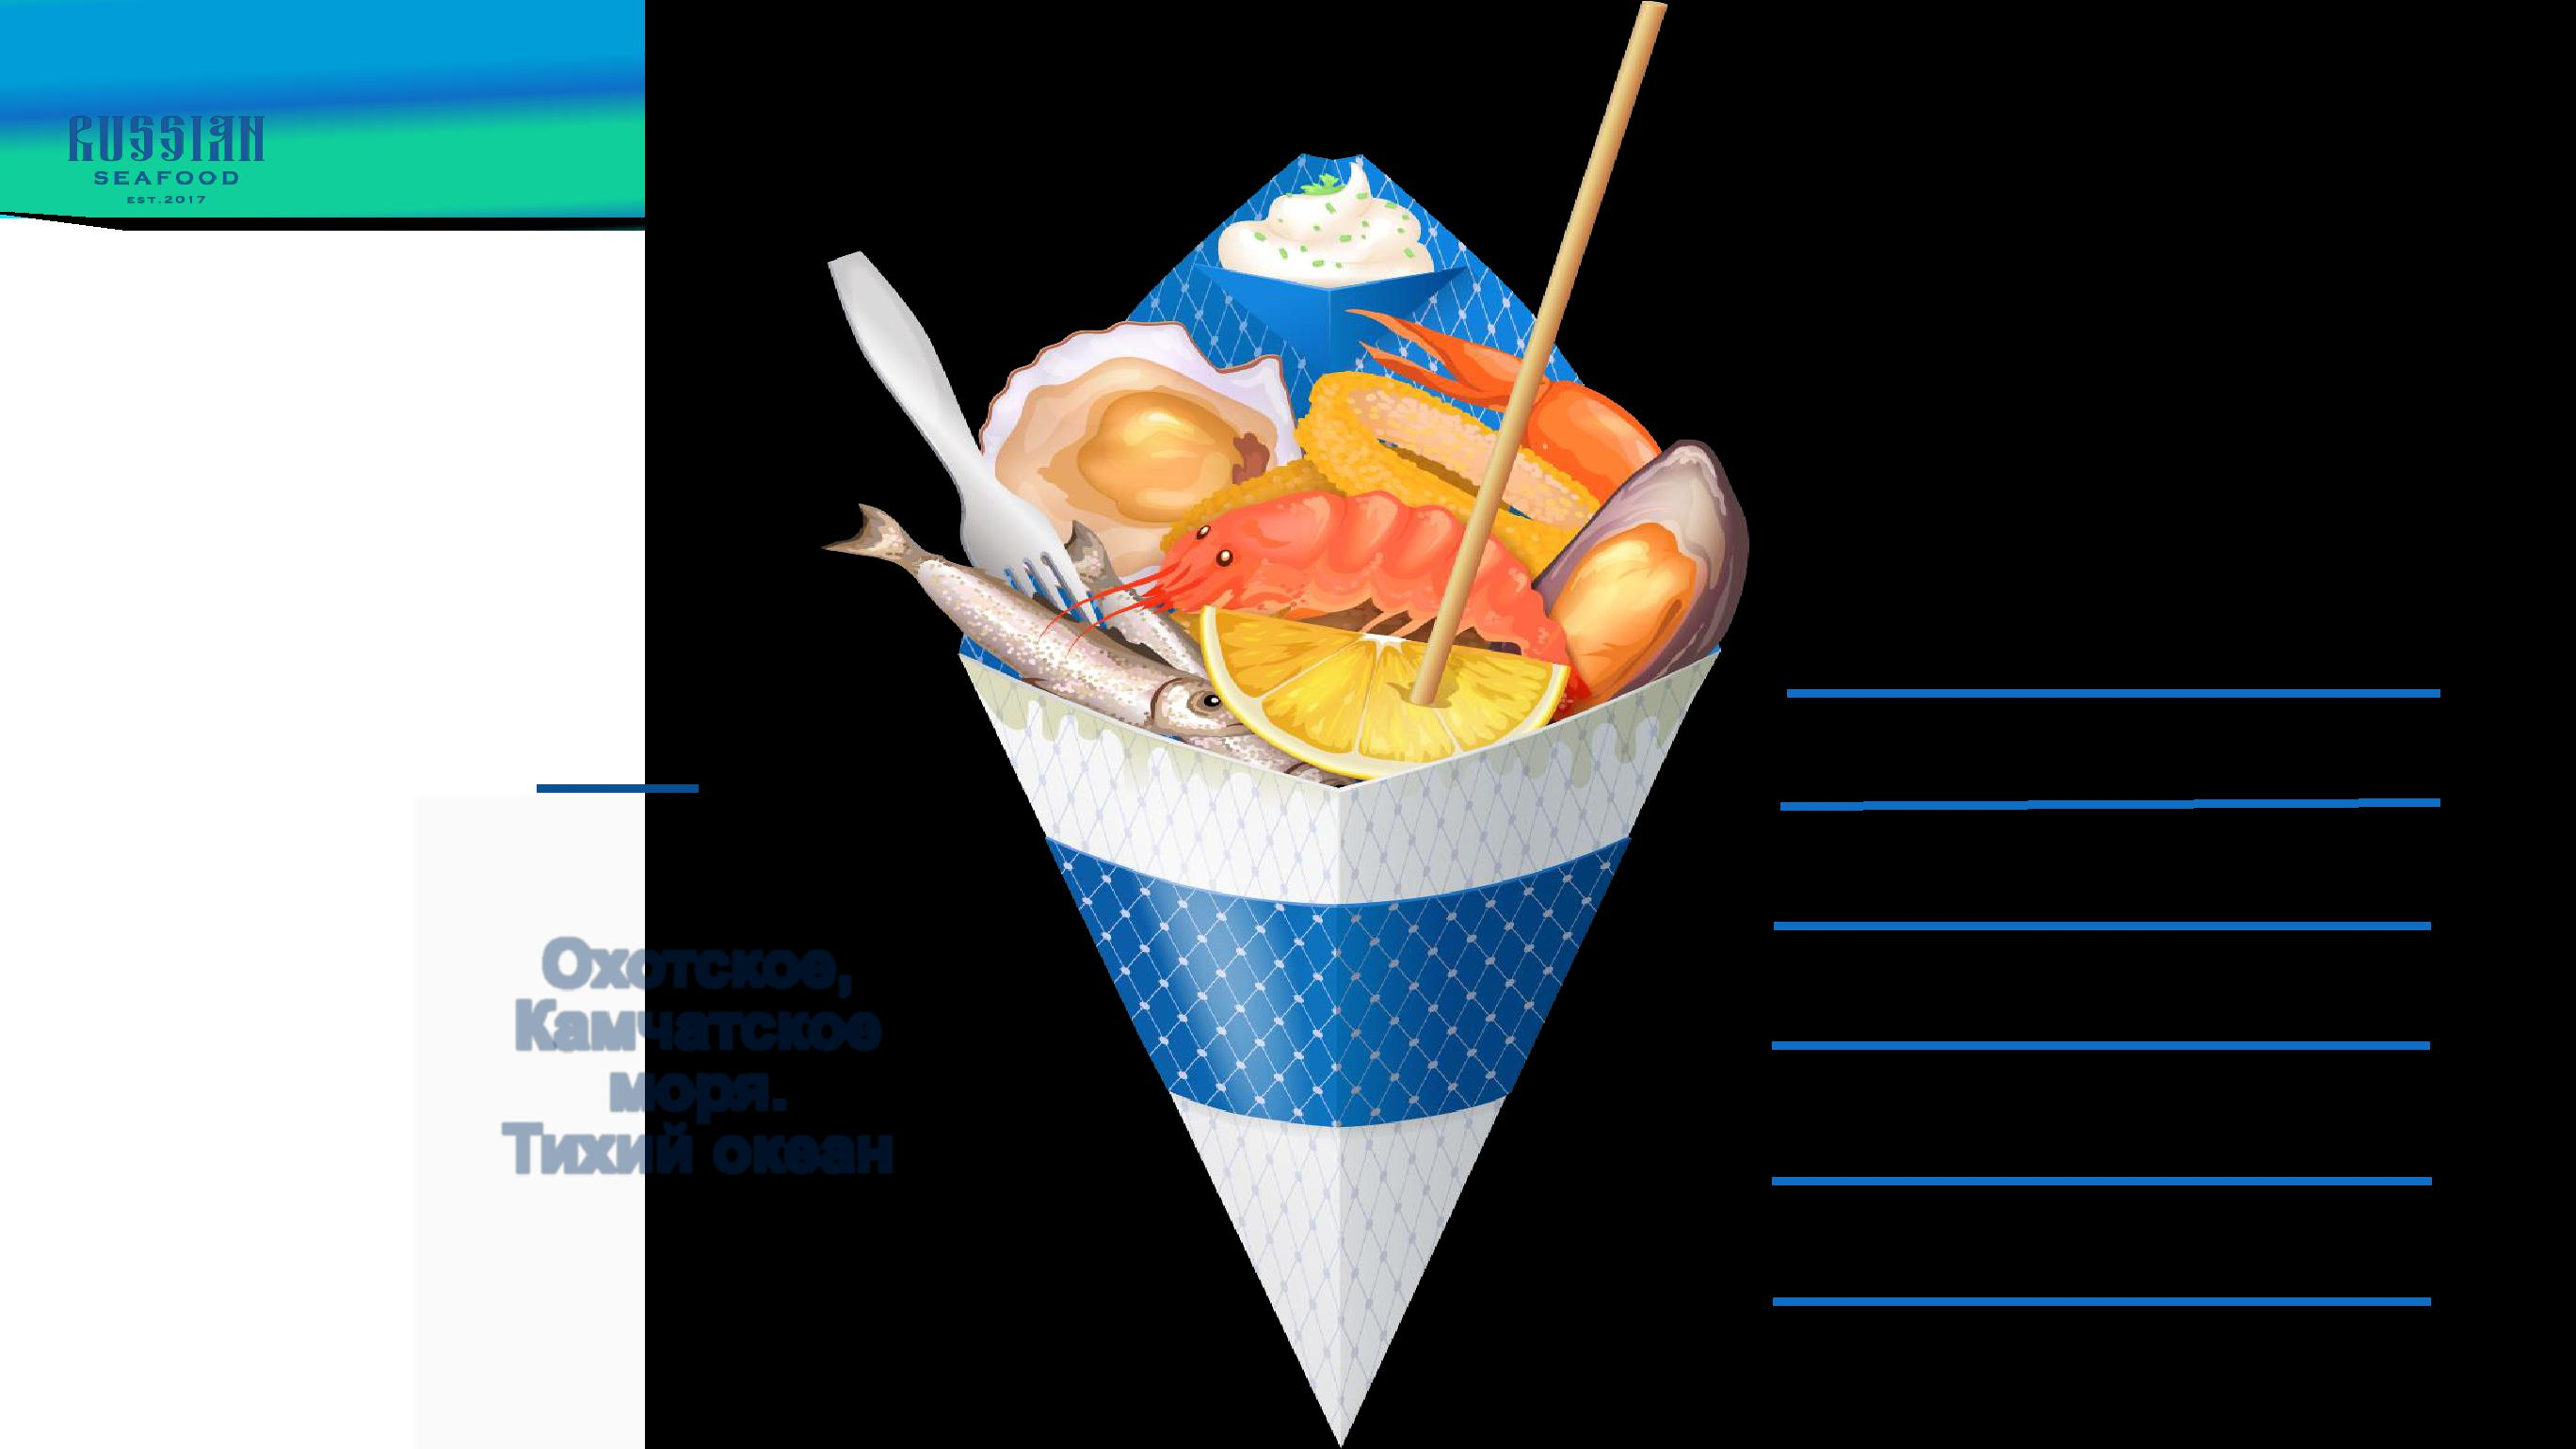 RUSSIAN
SEAFOOD
EST.2017
Охотское,
Камчатское
моря.
Тихий океан